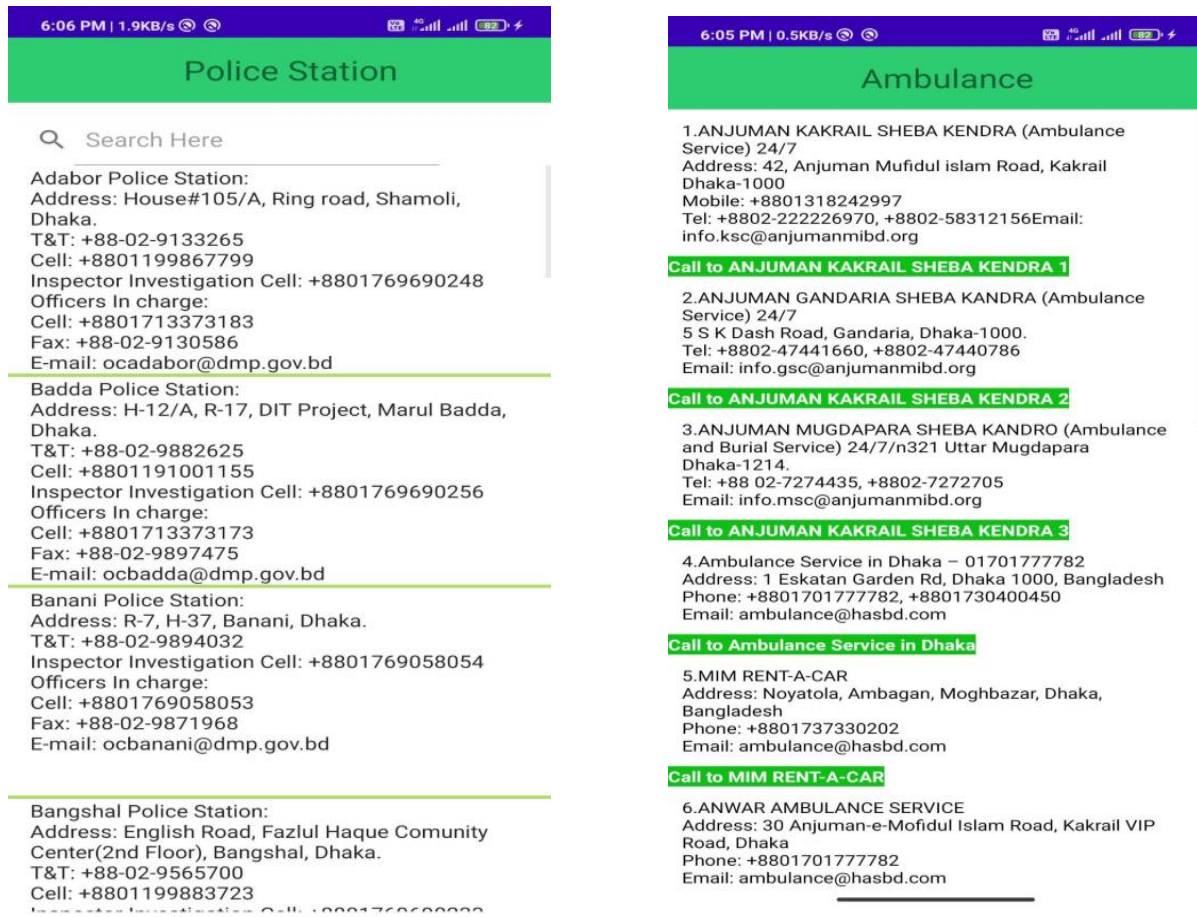 6:06 PM | 1.9KB/s
82
Police Station
Search Here
Adabor Police Station:
Address: House#105/A, Ring road, Shamoli,
Dhaka.
T&T: +88-02-9133265
Cell: +8801199867799
Inspector Investigation Cell: +8801769690248
Officers In charge:
Cell: +8801713373183
Fax: +88-02-9130586
E-mail: ocadabor@dmp.gov.bd
Badda Police Station:
Address: H-12/A, R-17, DIT Project, Marul Badda,
Dhaka.
T&T: +88-02-9882625
Cell: +8801191001155
Inspector Investigation Cell: +8801769690256
Officers In charge:
Cell: +8801713373173
Fax: +88-02-9897475
E-mail: ocbadda@dmp.gov.bd
Banani Police Station:
Address: R-7, H-37, Banani, Dhaka.
T&T: +88-02-9894032
Inspector Investigation Cell: +8801769058054
Officers In charge:
Cell: +8801769058053
Fax: +88-02-9871968
E-mail: ocbanani@dmp.gov.bd
Bangshal Police Station:
Address: English Road, Fazlul Haque Comunity
Center(2nd Floor), Bangshal, Dhaka.
T&T: +88-02-9565700
Cell: +8801199883723
6:05 PM | 0.5KB/s
4G
82
Ambulance
1.ANJUMAN KAKRAIL SHEBA KENDRA (Ambulance
Service) 24/7
Address: 42, Anjuman Mufidul islam Road, Kakrail
Dhaka-1000
Mobile: +8801318242997
Tel: +8802-222226970, +8802-58312156Email:
info.ksc@anjumanmibd.org
Call to ANJUMAN KAKRAIL SHEBA KENDRA 1
2.ANJUMAN GANDARIA SHEBA KANDRA (Ambulance
Service) 24/7
5 S K Dash Road, Gandaria, Dhaka-1000.
Tel: +8802-47441660, +8802-47440786
Email: info.gsc@anjumanmibd.org
Call to ANJUMAN KAKRAIL SHEBA KENDRA 2
3.ANJUMAN MUGDAPARA SHEBA KANDRO (Ambulance
and Burial Service) 24/7/n321 Uttar Mugdapara
Dhaka-1214.
Tel: +88 02-7274435, +8802-7272705
Email: info.msc@anjumanmibd.org
Call to ANJUMAN KAKRAIL SHEBA KENDRA 3
4.Ambulance Service in Dhaka – 01701777782
Address: 1 Eskatan Garden Rd, Dhaka 1000, Bangladesh
Phone: +8801701777782, +8801730400450
Email: ambulance@hasbd.com
Call to Ambulance Service in Dhaka
5.MIM RENT-A-CAR
Address: Noyatola, Ambagan, Moghbazar, Dhaka,
Bangladesh
Phone: +8801737330202
Email: ambulance@hasbd.com
Call to MIM RENT-A-CAR
6.ANWAR AMBULANCE SERVICE
Address: 30 Anjuman-e-Mofidul Islam Road, Kakrail VIP
Road, Dhaka
Phone: +8801701777782
Email: ambulance@hasbd.com